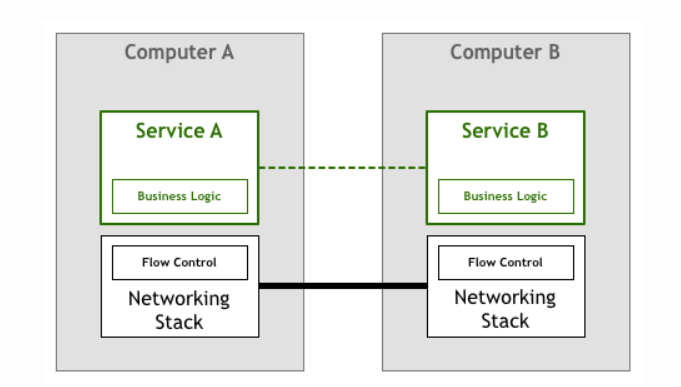 Computer A
Computer B
Service A
Service B
Business Logic
Business Logic
Flow Control
Flow Control
Networking
Stack
Networking
Stack